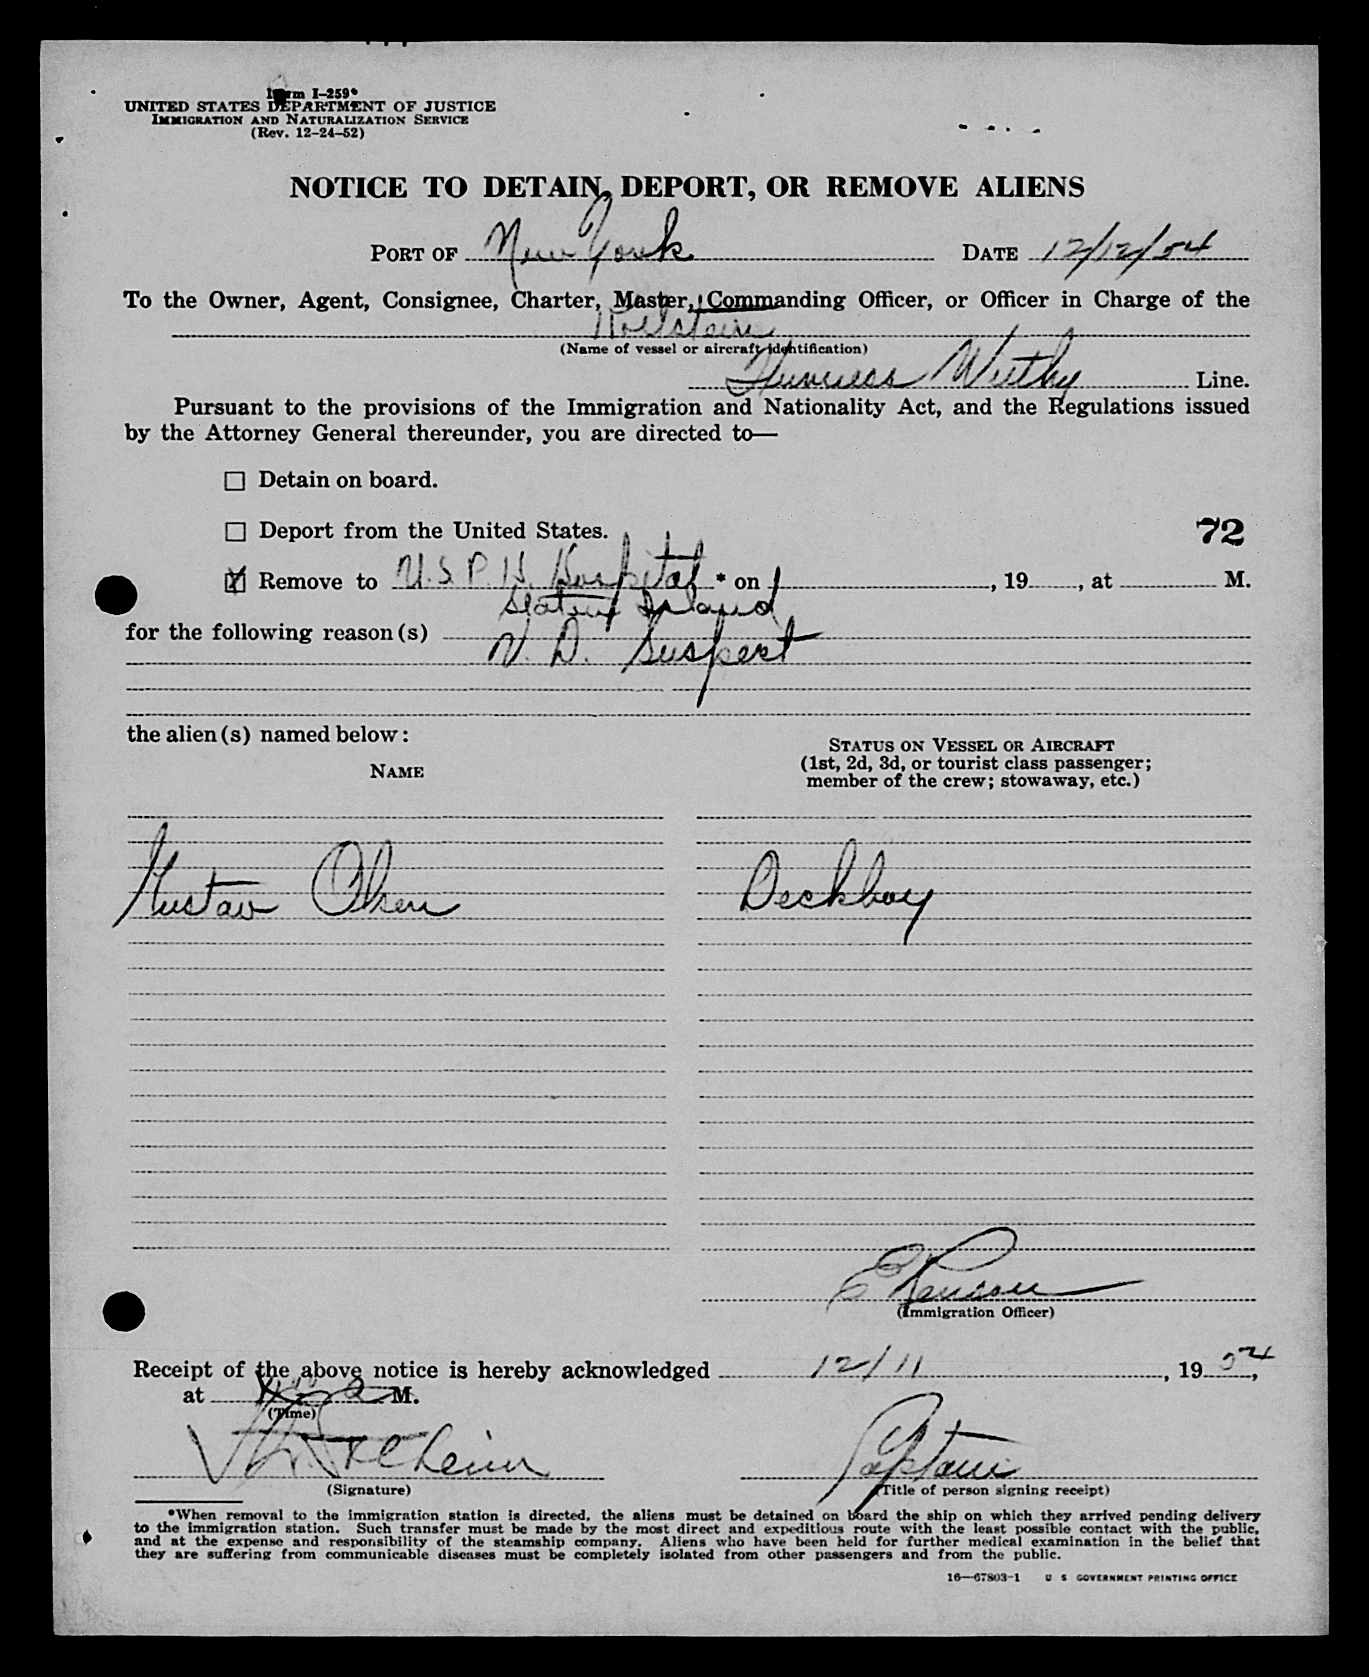 Form I-259
UNITED STATES DEPARTMENT OF JUSTICE
IMMIGRATION AND NATURALIZATION SERVICE
(Rev. 12-24-52)
NOTICE TO DETAIN, DEPORT, OR REMOVE ALIENS
PORT OF New York DATE 12/12/54
To the Owner, Agent, Consignee, Charter, Master, Commanding Officer, or Officer in Charge of the
Holstein
(Name of vessel or aircraft identification)
Line.
Pursuant to the provisions of the Immigration and Nationality Act, and the Regulations issued
by the Attorney General thereunder, you are directed to—
☐ Detain on board.
☐ Deport from the United States.
72
☒ Remove to U.S.P.H. Hospital * on , 19 , at M.
Staten Island
for the following reason(s)
V. D. Suspect
the alien(s) named below:
STATUS ON VESSEL OR AIRCRAFT
(1st, 2d, 3d, or tourist class passenger;
member of the crew; stowaway, etc.)
NAME
Gustav Olsen Deckboy
(Immigration Officer)
Receipt of the above notice is hereby acknowledged 12/11, 19 54,
at M.
(Time)
Captain
(Signature) (Title of person signing receipt)
*When removal to the immigration station is directed, the aliens must be detained on board the ship on which they arrived pending delivery
to the immigration station. Such transfer must be made by the most direct and expeditious route with the least possible contact with the public,
and at the expense and responsibility of the steamship company. Aliens who have been held for further medical examination in the belief that
they are suffering from communicable diseases must be completely isolated from other passengers and from the public.
16—67803-1 U S GOVERNMENT PRINTING OFFICE